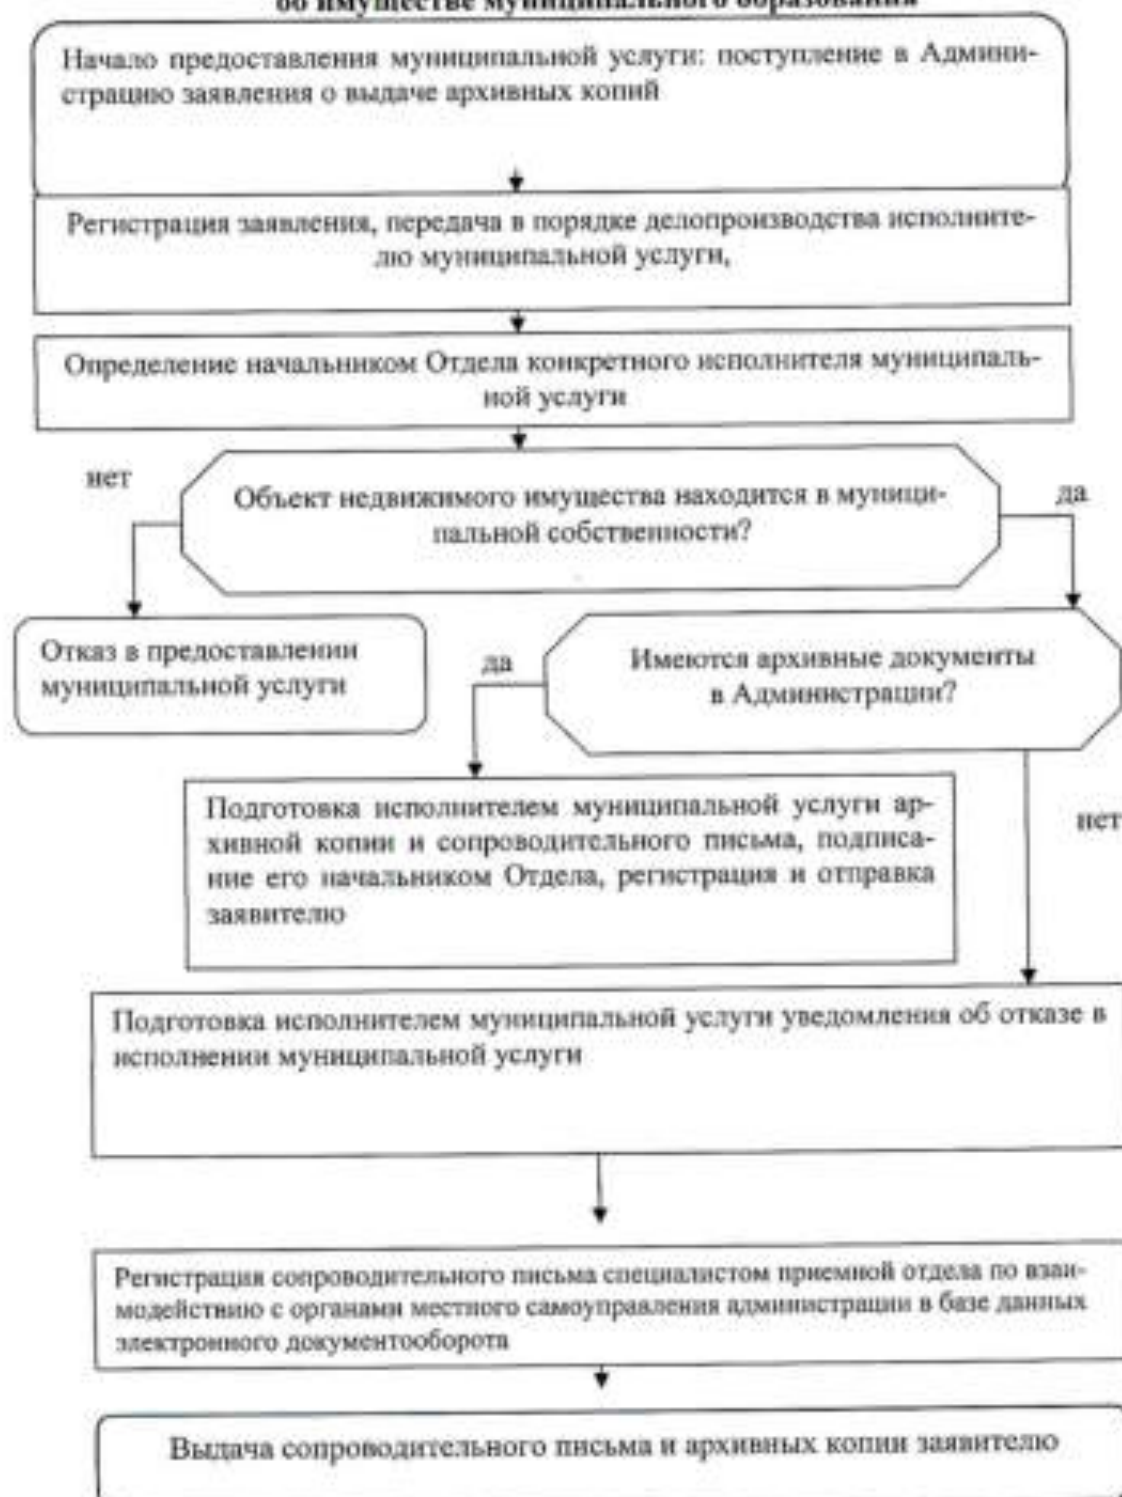 об имуществе муниципального образования
Начало предоставления муниципальной услуги: поступление в Админи-
страцию заявления о выдаче архивных копий
Регистрация заявления, передача в порядке делопроизводства исполните-
лю муниципальной услуги,
Определение начальником Отдела конкретного исполнителя муниципаль-
ной услуги
нет
Объект недвижимого имущества находится в муници-
пальной собственности?
да
Отказ в предоставлении
муниципальной услуги
да
Имеются архивные документы
в Администрации?
Подготовка исполнителем муниципальной услуги ар-
хивной копии и сопроводительного письма, подписа-
ние его начальником Отдела, регистрация и отправка
заявителю
нет
Подготовка исполнителем муниципальной услуги уведомления об отказе в
исполнении муниципальной услуги
Регистрация сопроводительного письма специалистом приемной отдела по взаи-
модействию с органами местного самоуправления администрации в базе данных
электронного документооборота
Выдача сопроводительного письма и архивных копии заявителю